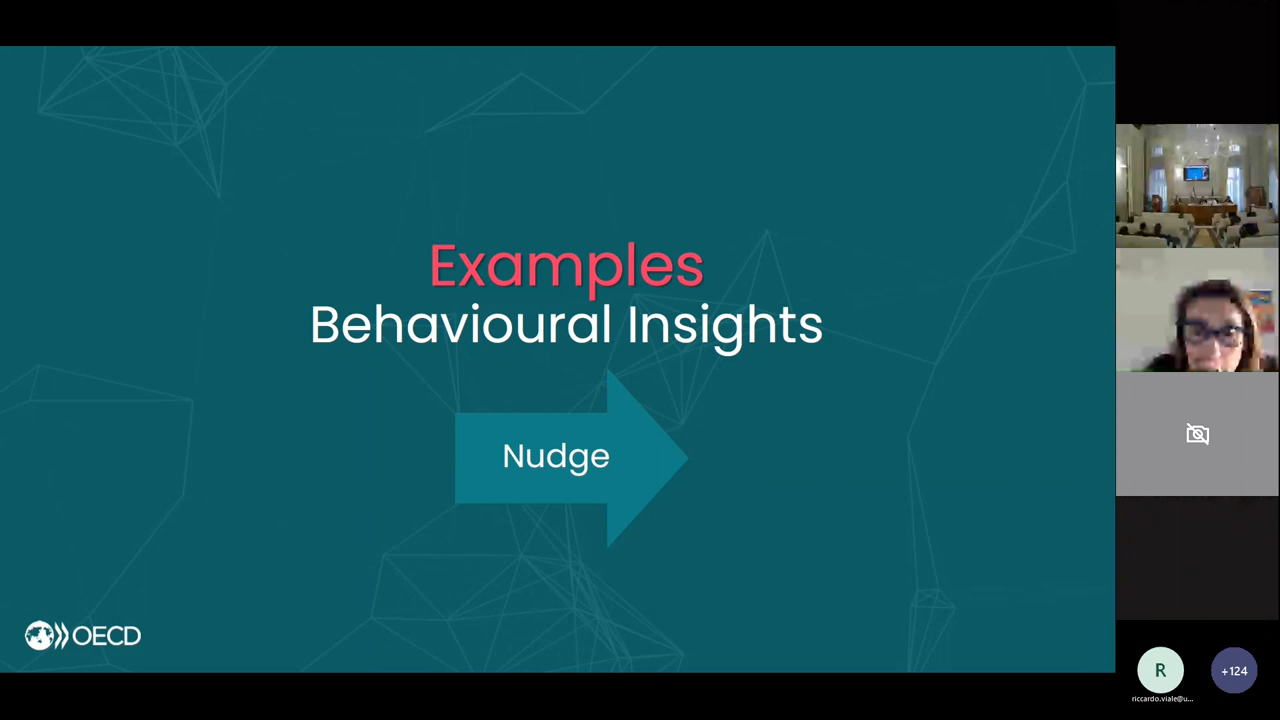 Examples
Behavioural Insights
Nudge
OECD
R
+124
riccardo.viale@u...